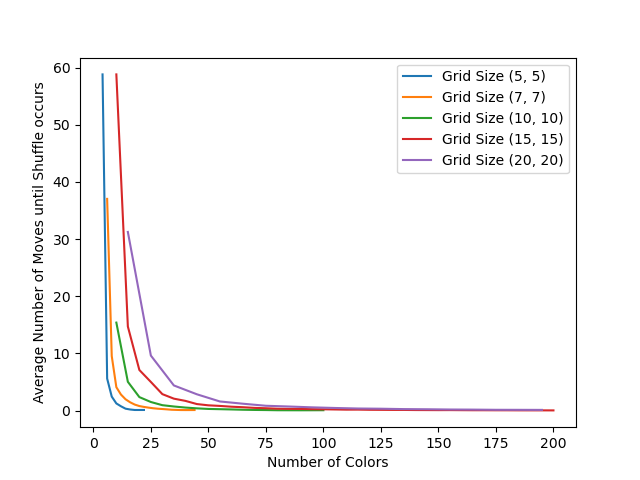 Grid Size (5, 5)
Grid Size (7, 7)
Grid Size (10, 10)
Grid Size (15, 15)
Grid Size (20, 20)
Average Number of Moves until Shuffle occurs
60
50
40
30
20
10
0
0 25 50 75 100 125 150 175 200
Number of Colors